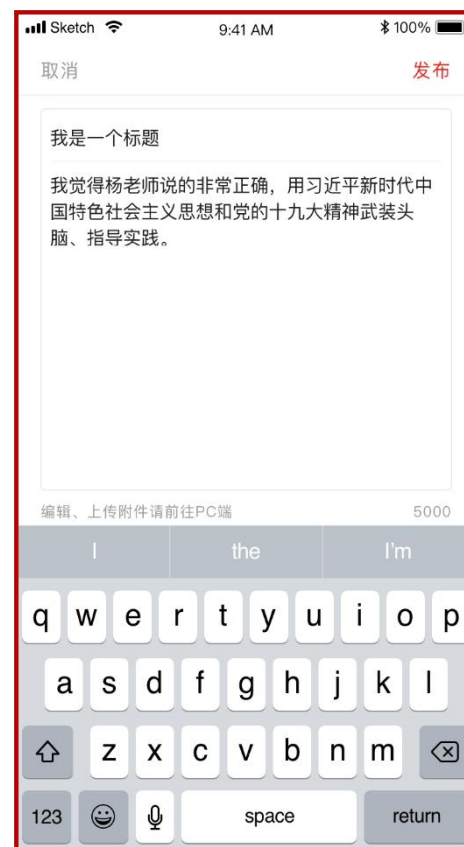 Sketch 9:41 AM 100%
取消 发布
我是一个标题
我觉得杨老师说的非常正确，用习近平新时代中
国特色社会主义思想和党的十九大精神武装头
脑、指导实践。
编辑、上传附件请前往PC端 5000
I the I'm
q w e r t y u i o p
a s d f g h j k l
z x c v b n m
123 space return